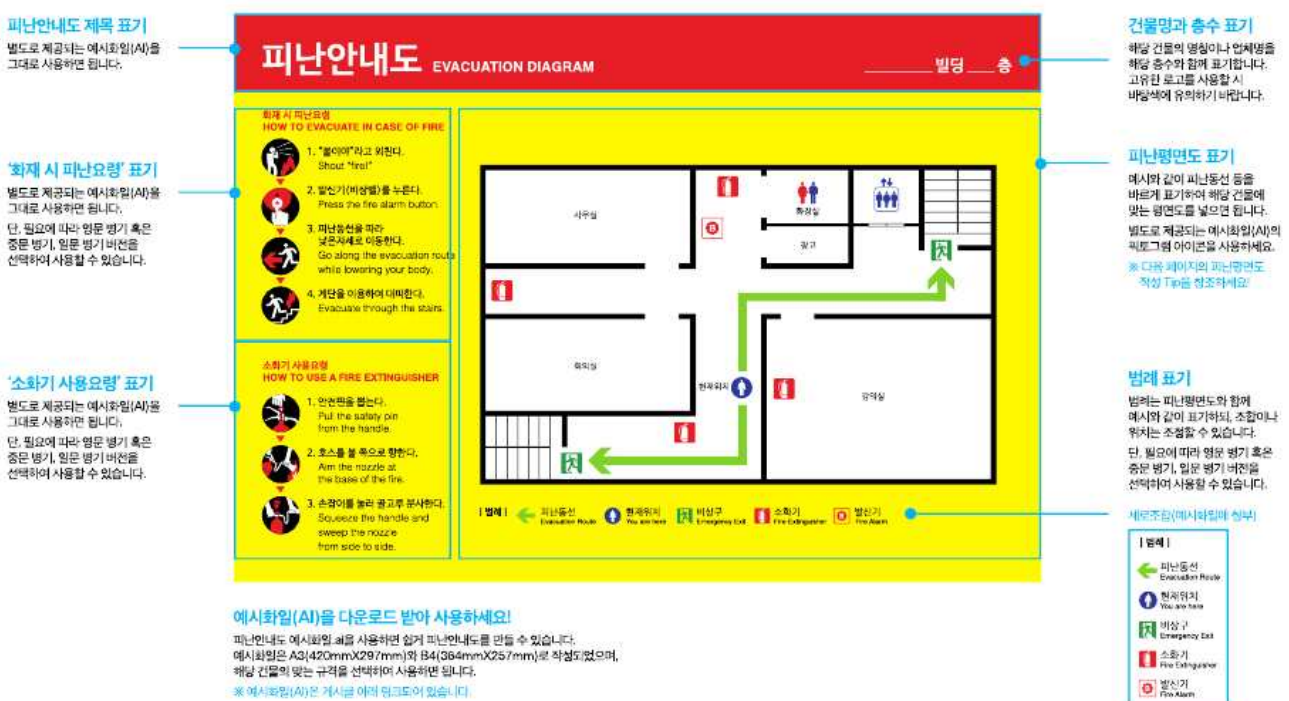 피난안내도 제목 표기
별도로 제공되는 예시화일(AI)을
그대로 사용하면 됩니다.
'화재 시 피난요령' 표기
별도로 제공되는 예시화일(AI)을
그대로 사용하면 됩니다.
단, 필요에 따라 영문 병기 혹은
중문 병기, 일문 병기 버전을
선택하여 사용할 수 있습니다.
'소화기 사용요령' 표기
별도로 제공되는 예시화일(AI)을
그대로 사용하면 됩니다.
단, 필요에 따라 영문 병기 혹은
중문 병기, 일문 병기 버전을
선택하여 사용할 수 있습니다.
피난안내도 EVACUATION DIAGRAM
빌딩 층
화재 시 피난요령
HOW TO EVACUATE IN CASE OF FIRE
1. "불이야"라고 외친다.
Shout "fire!"
2. 발신기(비상벨)를 누른다.
Press the fire alarm button.
3. 피난동선을 따라
낮은자세로 이동한다.
Go along the evacuation route
while lowering your body.
4. 계단을 이용하여 대피한다.
Evacuate through the stairs.
소화기 사용요령
HOW TO USE A FIRE EXTINGUISHER
1. 안전핀을 뽑는다.
Pull the safety pin
from the handle.
2. 호스를 불 쪽으로 향한다.
Aim the nozzle at
the base of the fire.
3. 손잡이를 눌러 골고루 분사한다.
Squeeze the handle and
sweep the nozzle
from side to side.
사무실
화장실
창고
회의실
현재위치
강의실
| 범례 |
피난동선
Evacuation Route
현재위치
You are here
비상구
Emergency Exit
소화기
Fire Extinguisher
발신기
Fire Alarm
건물명과 층수 표기
해당 건물의 명칭이나 업체명을
해당 층수와 함께 표기합니다.
고유한 로고를 사용할 시
바탕색에 유의하기 바랍니다.
피난평면도 표기
예시와 같이 피난동선 등을
바르게 표기하여 해당 건물에
맞는 평면도를 넣으면 됩니다.
별도로 제공되는 예시화일(AI)의
픽토그램 아이콘을 사용하세요.
※ 다음 페이지의 피난평면도
작성 Tip을 참조하세요!
범례 표기
범례는 피난평면도와 함께
예시와 같이 표기하되, 조합이나
위치는 조절할 수 있습니다.
단, 필요에 따라 영문 병기 혹은
중문 병기, 일문 병기 버전을
선택하여 사용할 수 있습니다.
세로조합(예시화일에 첨부)
| 범례 |
피난동선
Evacuation Route
현재위치
You are here
비상구
Emergency Exit
소화기
Fire Extinguisher
발신기
Fire Alarm
예시화일(AI)을 다운로드 받아 사용하세요!
피난안내도 예시화일.ai을 사용하면 쉽게 피난안내도를 만들 수 있습니다.
예시화일은 A3(420mmX297mm)와 B4(364mmX257mm)로 작성되었으며,
해당 건물의 맞는 규격을 선택하여 사용하면 됩니다.
※ 예시화일(AI)은 게시글 아래 링크되어 있습니다.